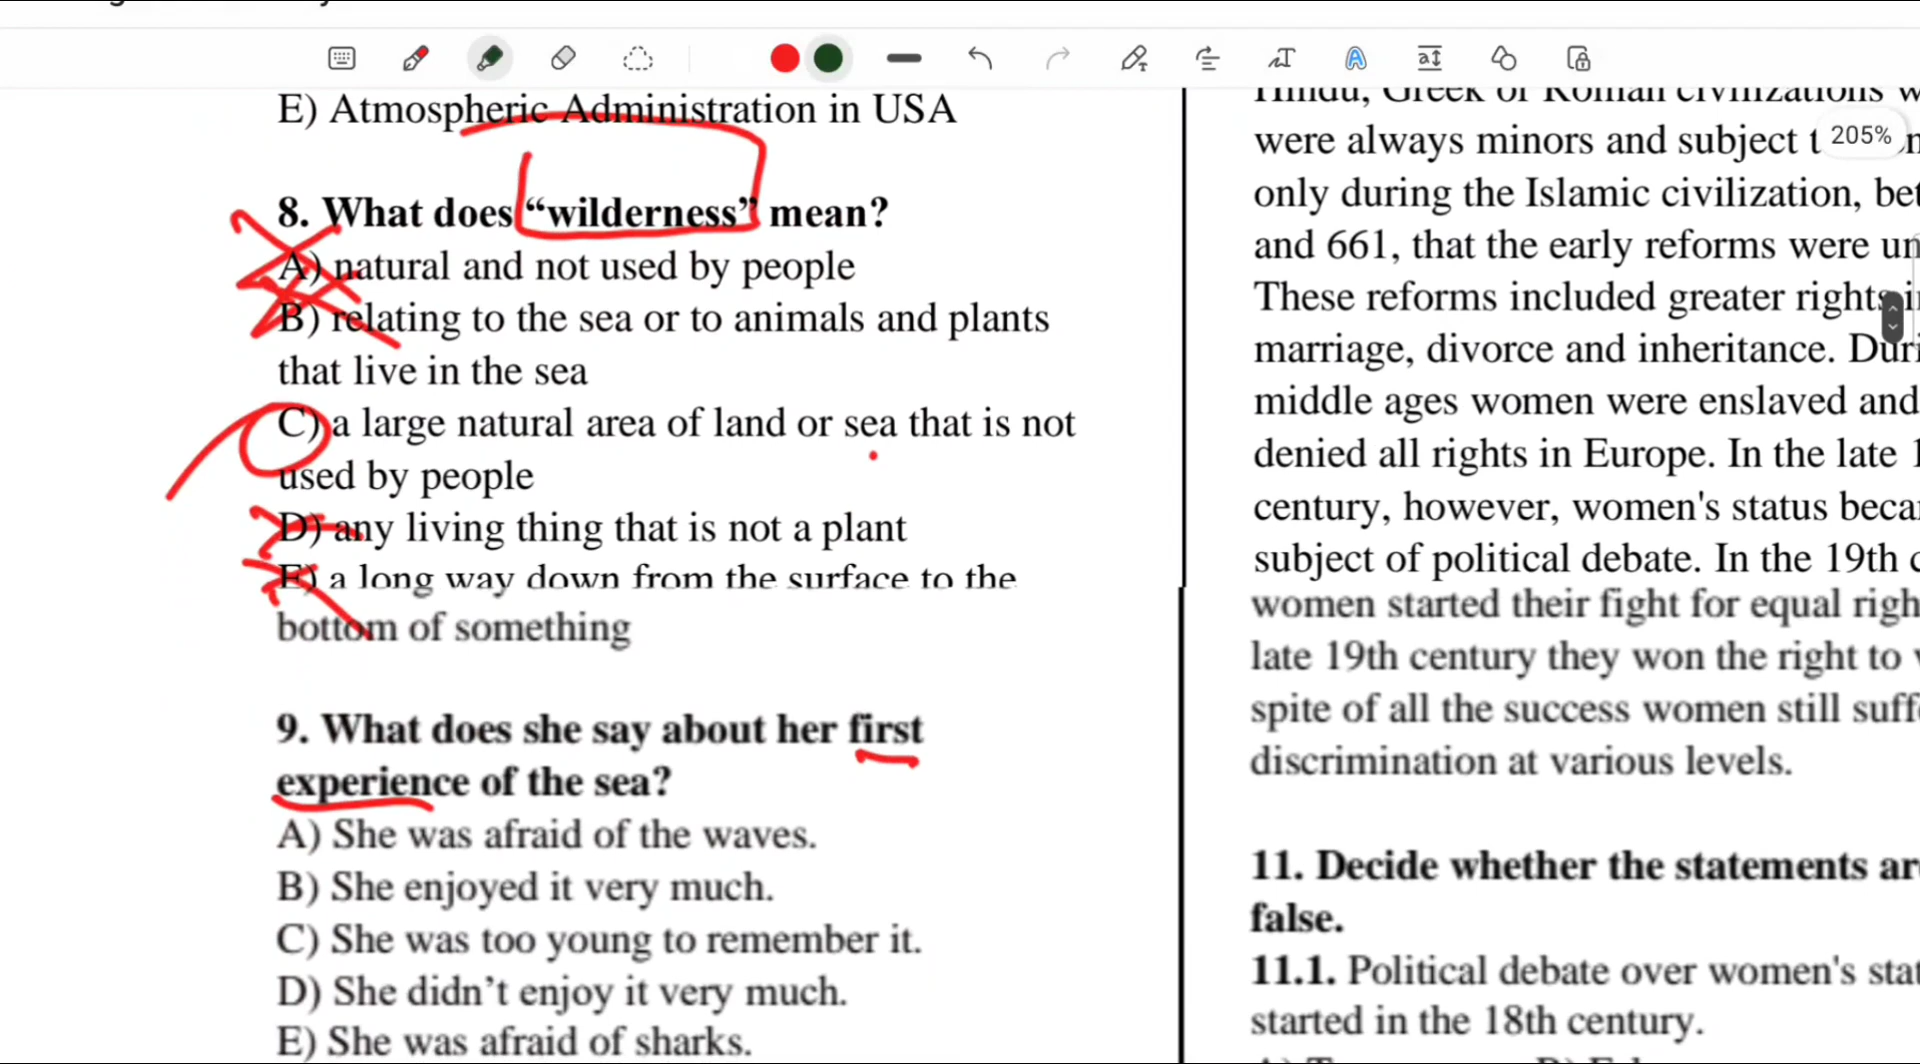 E) Atmospheric Administration in USA
8. What does “wilderness” mean?
A) natural and not used by people
B) relating to the sea or to animals and plants
that live in the sea
C) a large natural area of land or sea that is not
used by people
D) any living thing that is not a plant
E) a long way down from the surface to the
bottom of something
9. What does she say about her first
experience of the sea?
A) She was afraid of the waves.
B) She enjoyed it very much.
C) She was too young to remember it.
D) She didn’t enjoy it very much.
E) She was afraid of sharks.
Hindu, Greek or Roman civilizations
were always minors and subject
205%
only during the Islamic civilization,
and 661, that the early reforms were
These reforms included greater rights
marriage, divorce and inheritance.
middle ages women were enslaved and
denied all rights in Europe. In the late
century, however, women's status
subject of political debate. In the 19th
women started their fight for equal
late 19th century they won the right to
spite of all the success women still
discrimination at various levels.
11. Decide whether the statements
false.
11.1. Political debate over women's
started in the 18th century.